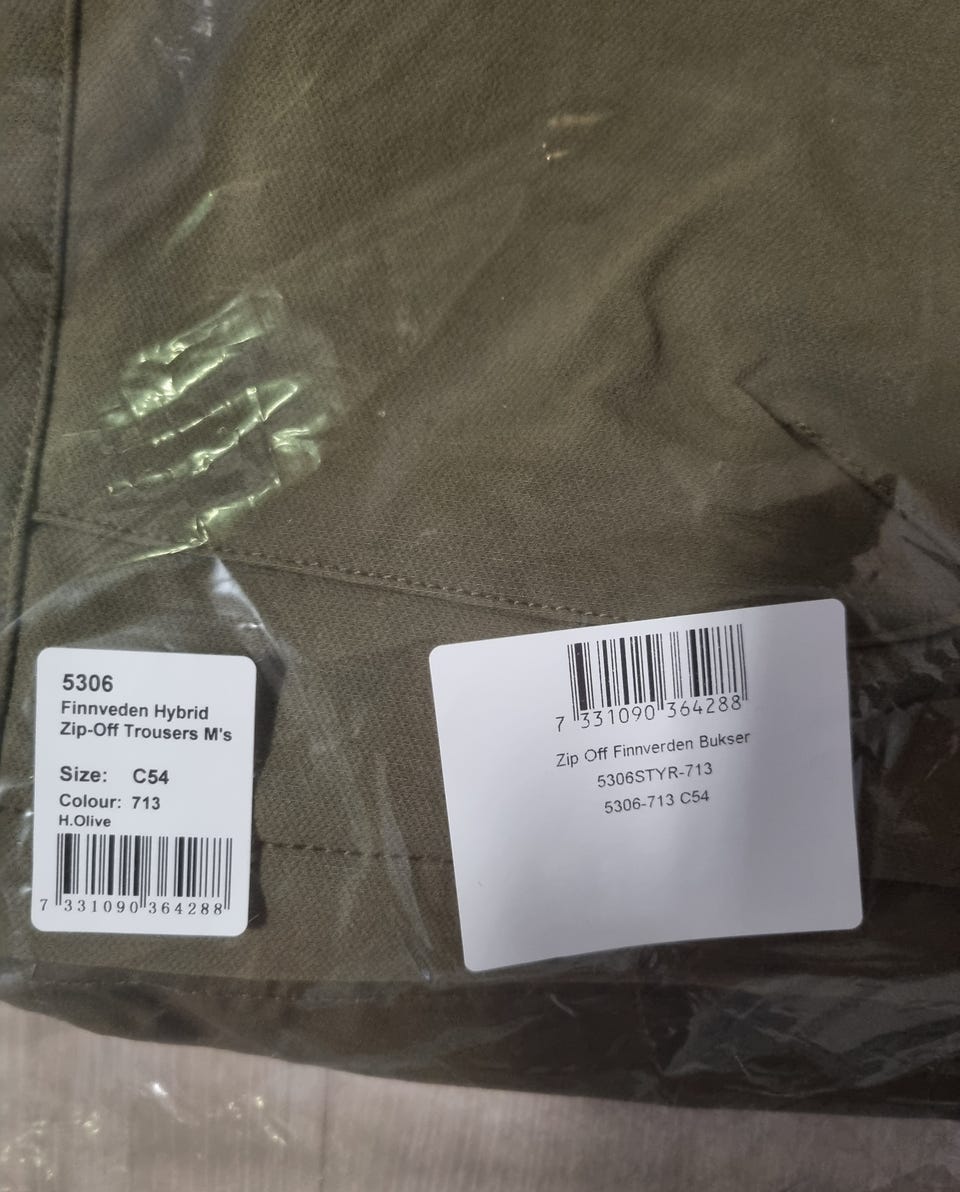 5306
Finnveden Hybrid
Zip-Off Trousers M's
Size: C54
Colour: 713
H.Olive
7 331090 364288
7 331090 364288
Zip Off Finnverden Bukser
5306STYR-713
5306-713 C54